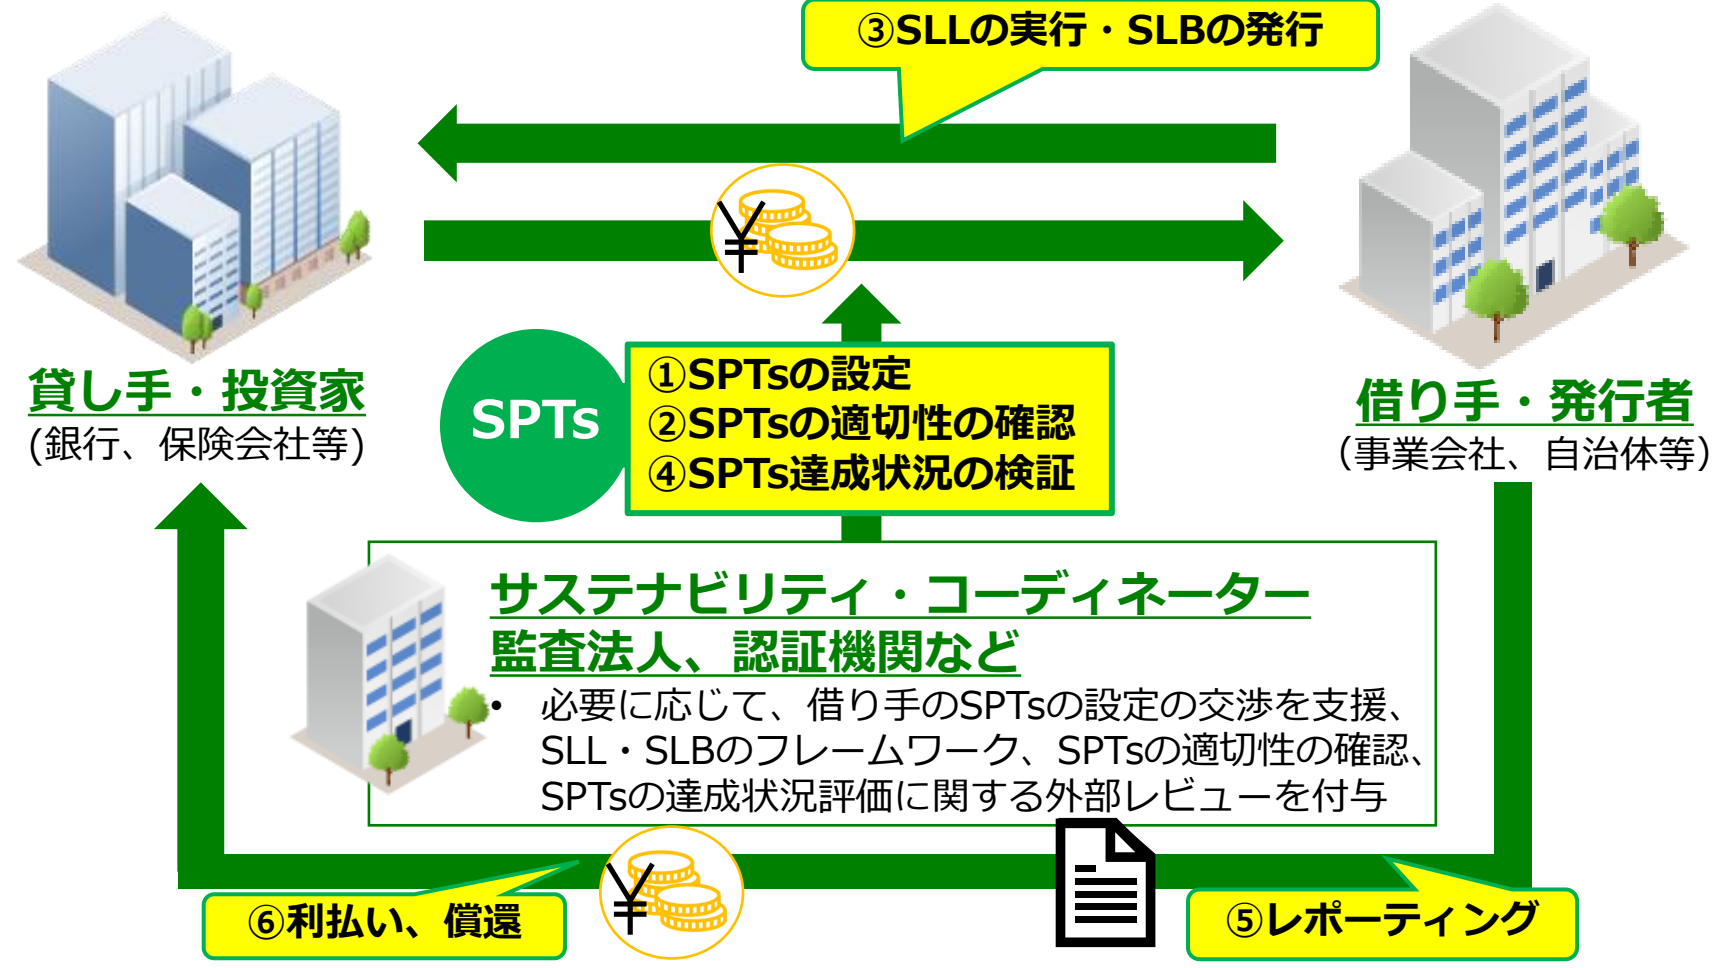 ③SLLの実行・SLBの発行
¥
貸し手・投資家
(銀行、保険会社等)
SPTs
①SPTsの設定
②SPTsの適切性の確認
④SPTs達成状況の検証
借り手・発行者
（事業会社、自治体等）
サステナビリティ・コーディネーター
監査法人、認証機関など
• 必要に応じて、借り手のSPTsの設定の交渉を支援、
SLL・SLBのフレームワーク、SPTsの適切性の確認、
SPTsの達成状況評価に関する外部レビューを付与
⑥利払い、償還
¥
⑤レポーティング